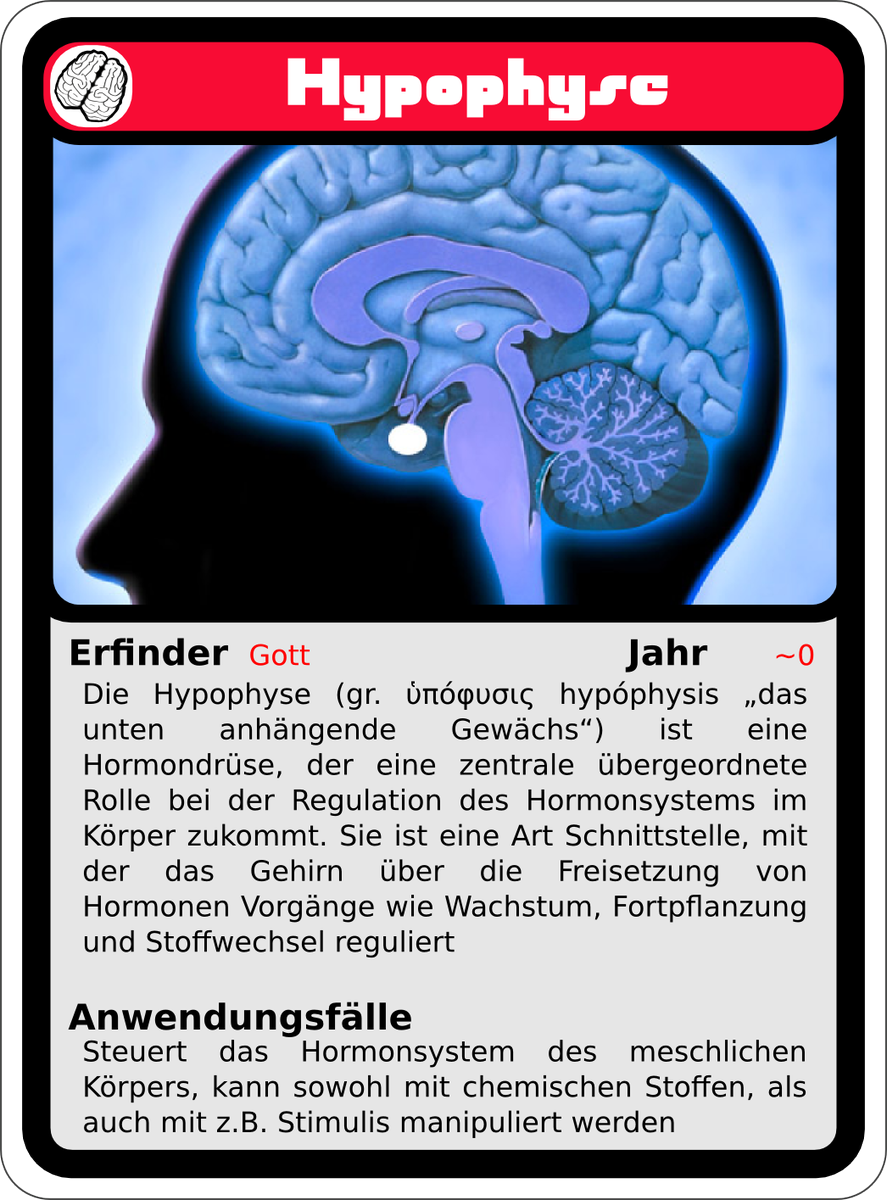 Hypophyse
Erfinder Gott Jahr ~0
Die Hypophyse (gr. ὑπόφυσις hypóphysis „das
unten anhängende Gewächs“) ist eine
Hormondrüse, der eine zentrale übergeordnete
Rolle bei der Regulation des Hormonsystems im
Körper zukommt. Sie ist eine Art Schnittstelle, mit
der das Gehirn über die Freisetzung von
Hormonen Vorgänge wie Wachstum, Fortpflanzung
und Stoffwechsel reguliert
Anwendungsfälle
Steuert das Hormonsystem des meschlichen
Körpers, kann sowohl mit chemischen Stoffen, als
auch mit z.B. Stimulis manipuliert werden